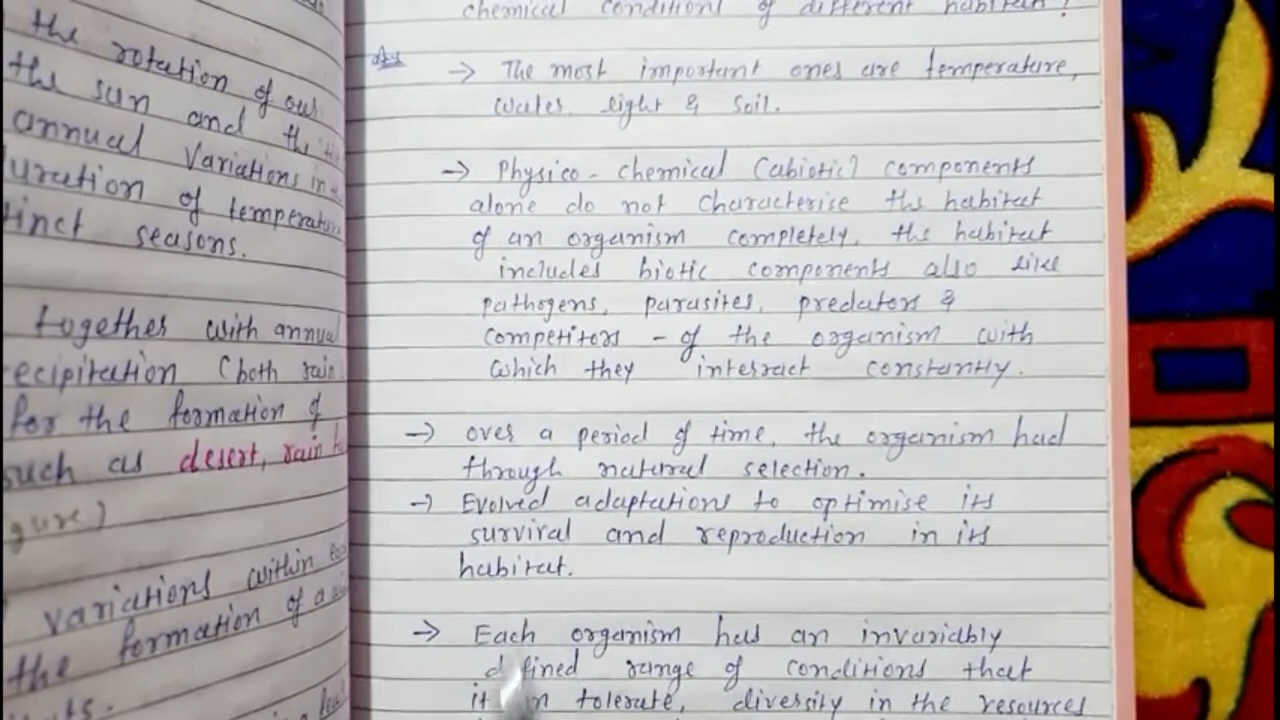 the rotation of our
the sun and the
annual variations in
uration of temperature
tinct seasons.
together with annual
ecipitation (both rain
for the formation of
such as desert, rain
gure)
variations within
the formation of a
chemical conditions of different habitats?
Ans
→ The most important ones are temperature,
water light & soil.
→ Physico - chemical (abiotic) components
alone do not characterise the habitat
of an organism completely, the habitat
includes biotic components also like
pathogens, parasites, predators &
competitors - of the organism with
which they interact constantly.
→ over a period of time, the organism had
through natural selection.
→ Evolved adaptations to optimise its
survival and reproduction in its
habitat.
→ Each organism has an invariably
defined range of conditions that
it tolerate, diversity in the resources